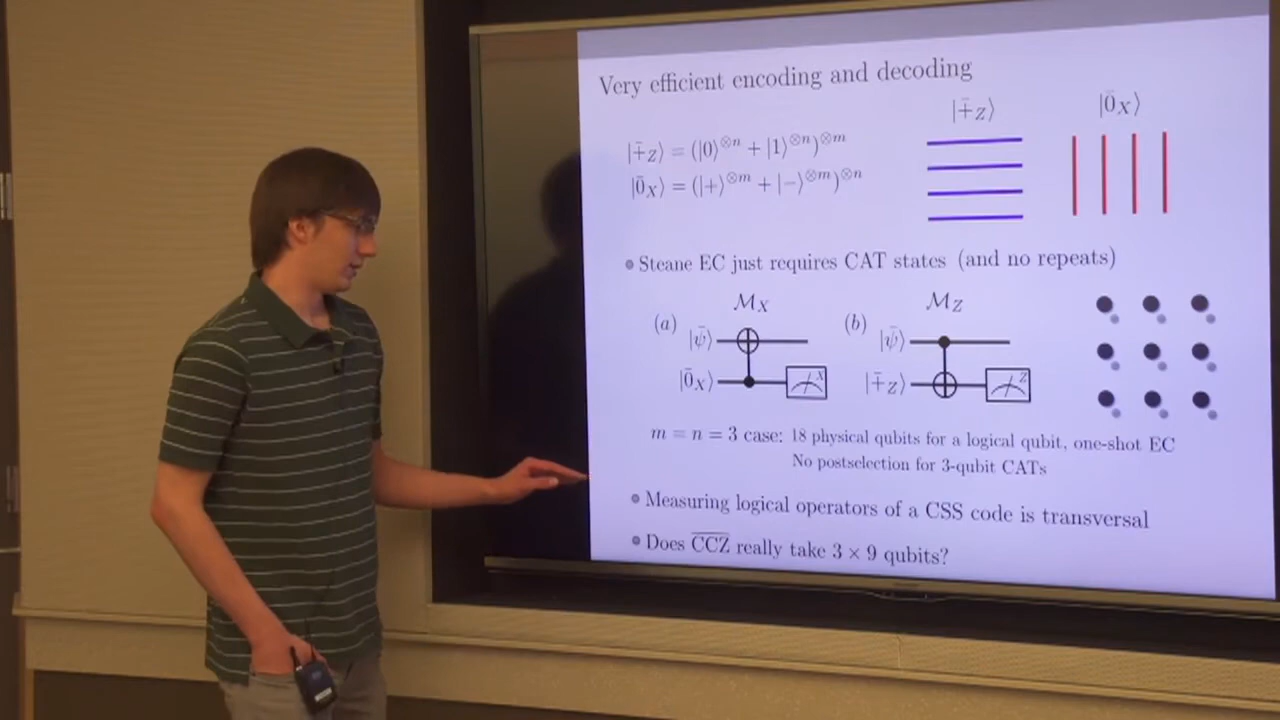 Very efficient encoding and decoding
|+̄_Z⟩ |0̄_X⟩
|+̄_Z⟩ = (|0⟩^{⊗n} + |1⟩^{⊗n})^{⊗m}
|0̄_X⟩ = (|+⟩^{⊗m} + |−⟩^{⊗m})^{⊗n}
Steane EC just requires CAT states (and no repeats)
ℳ_X ℳ_Z
(a) |ψ̄⟩ (b) |ψ̄⟩
|0̄_X⟩ X |+̄_Z⟩ Z
m = n = 3 case: 18 physical qubits for a logical qubit, one-shot EC
No postselection for 3-qubit CATs
Measuring logical operators of a CSS code is transversal
Does C̅C̅Z̅ really take 3 × 9 qubits?